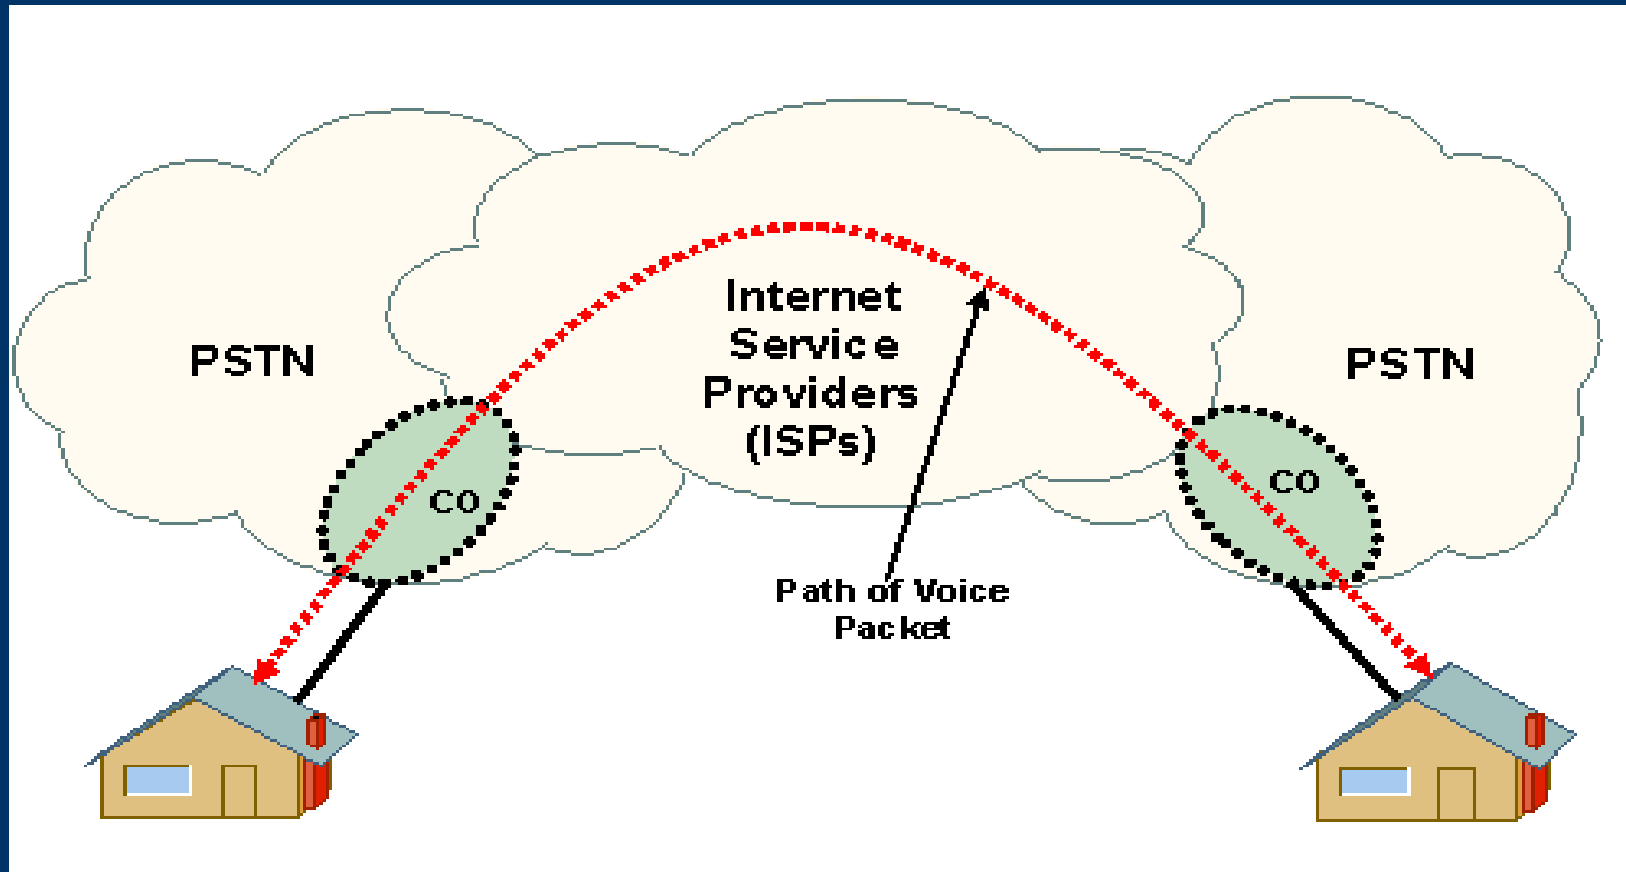 PSTN
Internet
Service
Providers
(ISPs)
PSTN
CO
CO
Path of Voice
Packet